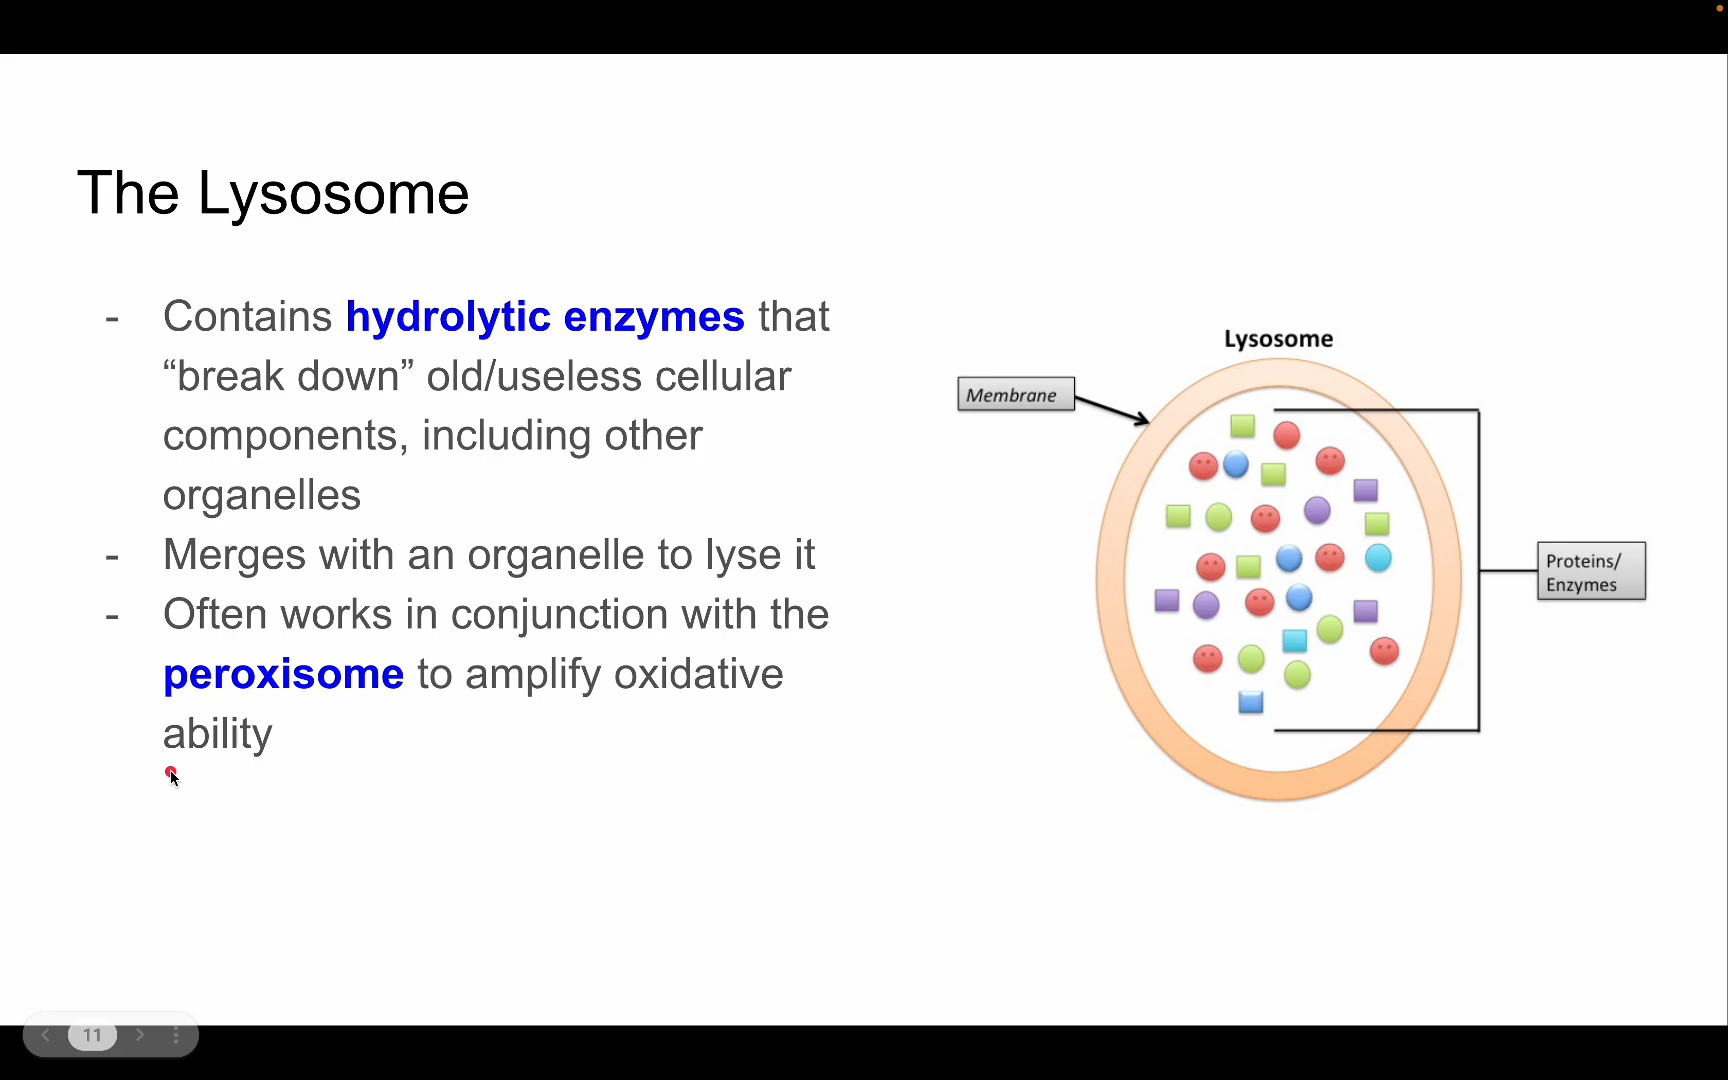 The Lysosome
- Contains hydrolytic enzymes that
“break down” old/useless cellular
components, including other
organelles
- Merges with an organelle to lyse it
- Often works in conjunction with the
peroxisome to amplify oxidative
ability
Lysosome
Membrane
Proteins/
Enzymes
11